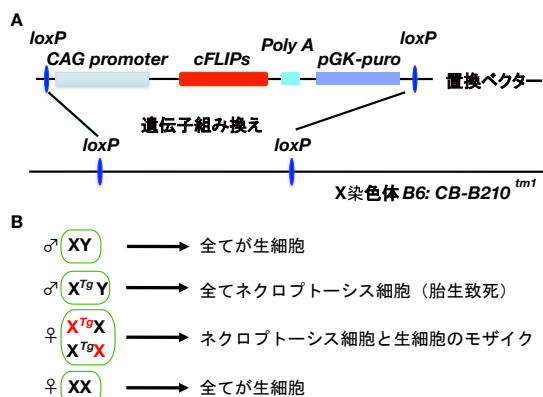 A
loxP
CAG promoter
cFLIPs
Poly A
pGK-puro
loxP
置換ベクター
遺伝子組み換え
loxP
loxP
X染色体 B6: CB-B210 tm1
B
♂ XY 全てが生細胞
♂ XTg Y 全てネクロプトーシス細胞（胎生致死）
♀ XTgX
XTgX
ネクロプトーシス細胞と生細胞のモザイク
♀ XX 全てが生細胞